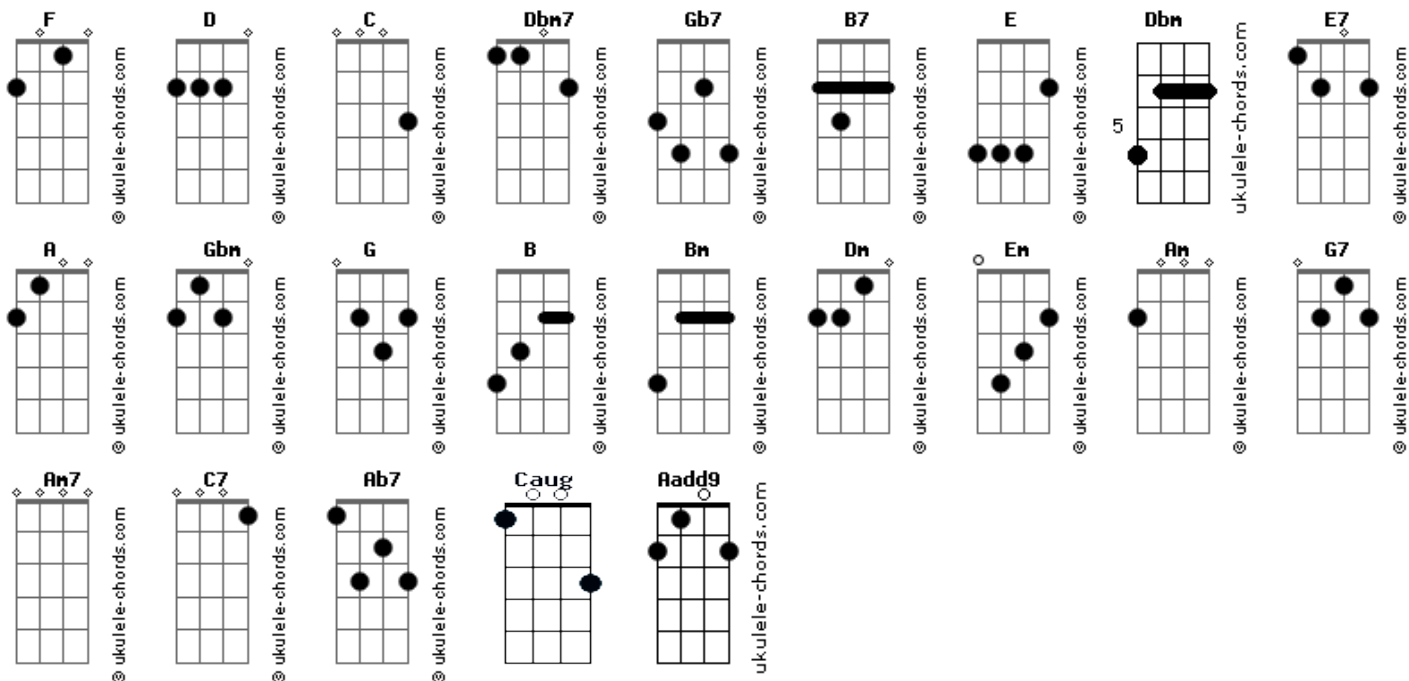 F D C Dbm7 Gb7 B7 E Dbm E7
© ukulele-chords.com © ukulele-chords.com © ukulele-chords.com © ukulele-chords.com © ukulele-chords.com © ukulele-chords.com © ukulele-chords.com ukulele-chords.com © ukulele-chords.com
5
A Gbm G B Bm Dm Em Am G7
© ukulele-chords.com © ukulele-chords.com © ukulele-chords.com © ukulele-chords.com © ukulele-chords.com © ukulele-chords.com © ukulele-chords.com © ukulele-chords.com © ukulele-chords.com
Am7 C7 Ab7 Caug Aadd9
© ukulele-chords.com © ukulele-chords.com © ukulele-chords.com ukulele-chords.com